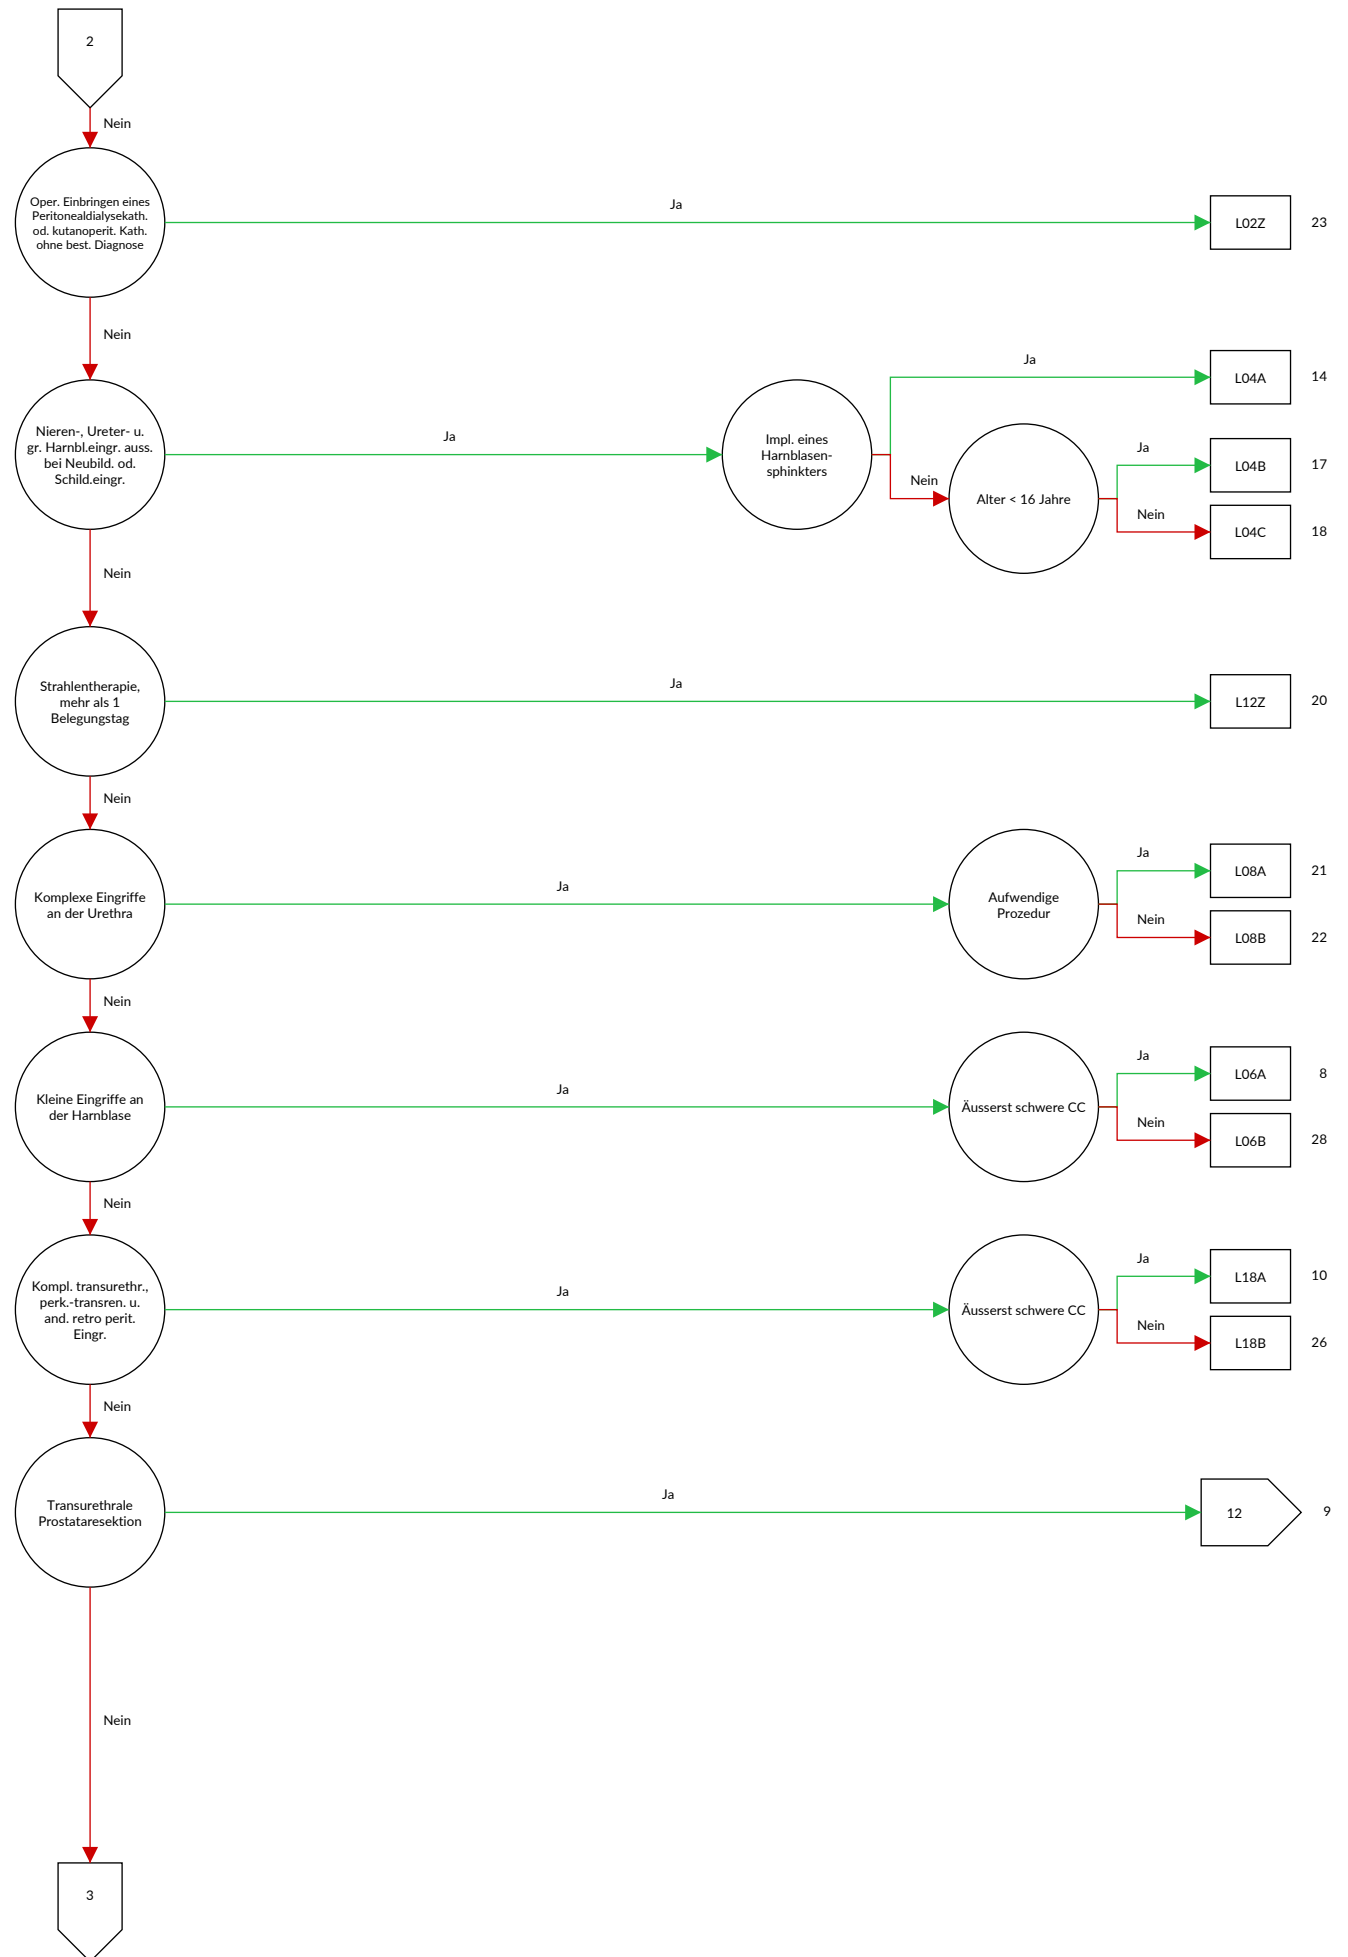 2
Nein
Oper. Einbringen eines
Peritonealdialysekath.
od. kutanoperit. Kath.
ohne best. Diagnose
Ja
L02Z
23
Nein
Nieren-, Ureter- u.
gr. Harnbl.eingr. auss.
bei Neubild. od.
Schild.eingr.
Ja
Impl. eines
Harnblasen-
sphinkters
Ja
L04A
14
Nein
Alter < 16 Jahre
Ja
L04B
17
Nein
L04C
18
Nein
Strahlentherapie,
mehr als 1
Belegungstag
Ja
L12Z
20
Nein
Komplexe Eingriffe
an der Urethra
Ja
Aufwendige
Prozedur
Ja
L08A
21
Nein
L08B
22
Nein
Kleine Eingriffe an
der Harnblase
Ja
Äusserst schwere CC
Ja
L06A
8
Nein
L06B
28
Nein
Kompl. transurethr.,
perk.-transren. u.
and. retro perit.
Eingr.
Ja
Äusserst schwere CC
Ja
L18A
10
Nein
L18B
26
Nein
Transurethrale
Prostataresektion
Ja
12
9
Nein
3